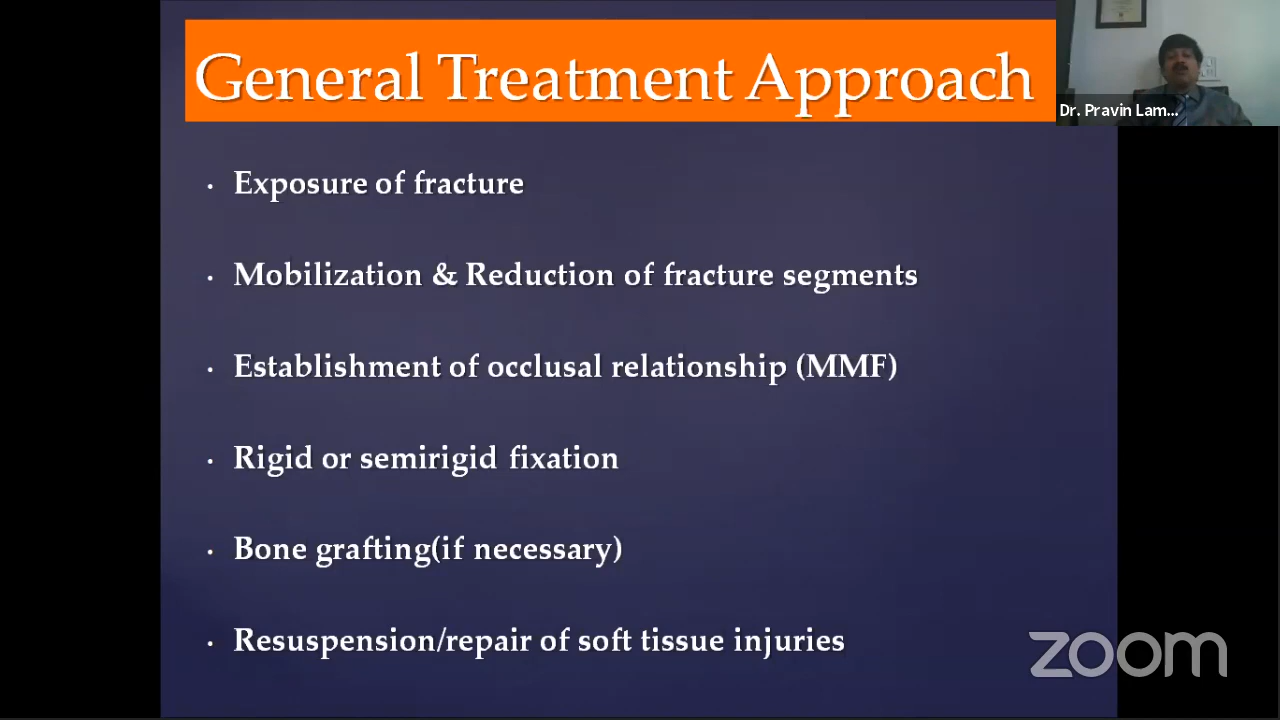 General Treatment Approach
Dr. Pravin Lam...
• Exposure of fracture
• Mobilization & Reduction of fracture segments
• Establishment of occlusal relationship (MMF)
• Rigid or semirigid fixation
• Bone grafting(if necessary)
• Resuspension/repair of soft tissue injuries
zoom